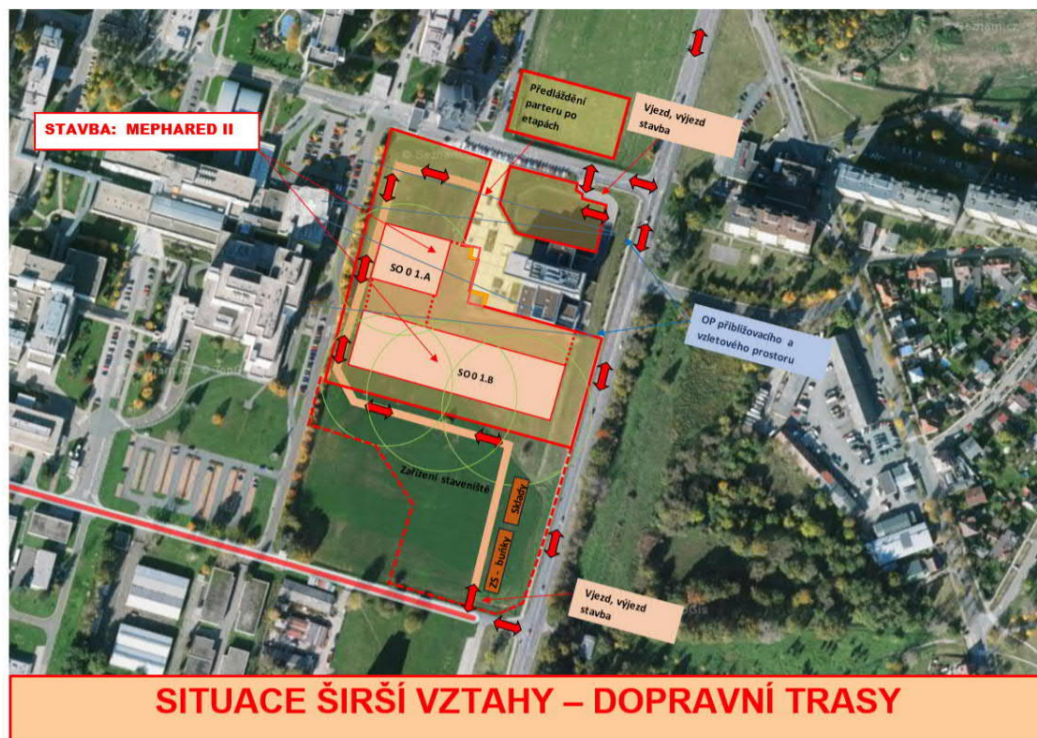 STAVBA: MEPHARED II
Předláždění
parteru po
etapách
Vjezd, výjezd
stavba
SO 0 1.A
SO 0 1.B
OP přibližovacího a
vzletového prostoru
Zařízení staveniště
Sklady
ZS - buňky
Vjezd, výjezd
stavba
SITUACE ŠIRŠÍ VZTAHY – DOPRAVNÍ TRASY